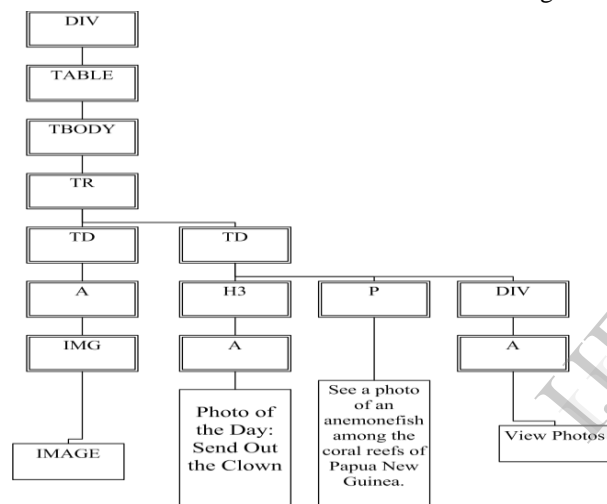 DIV
TABLE
TBODY
TR
TD TD
A H3 P DIV
IMG A A
Photo of
the Day:
Send Out
the Clown
See a photo
of an
anemonefish
among the
coral reefs of
Papua New
Guinea.
View Photos
IMAGE